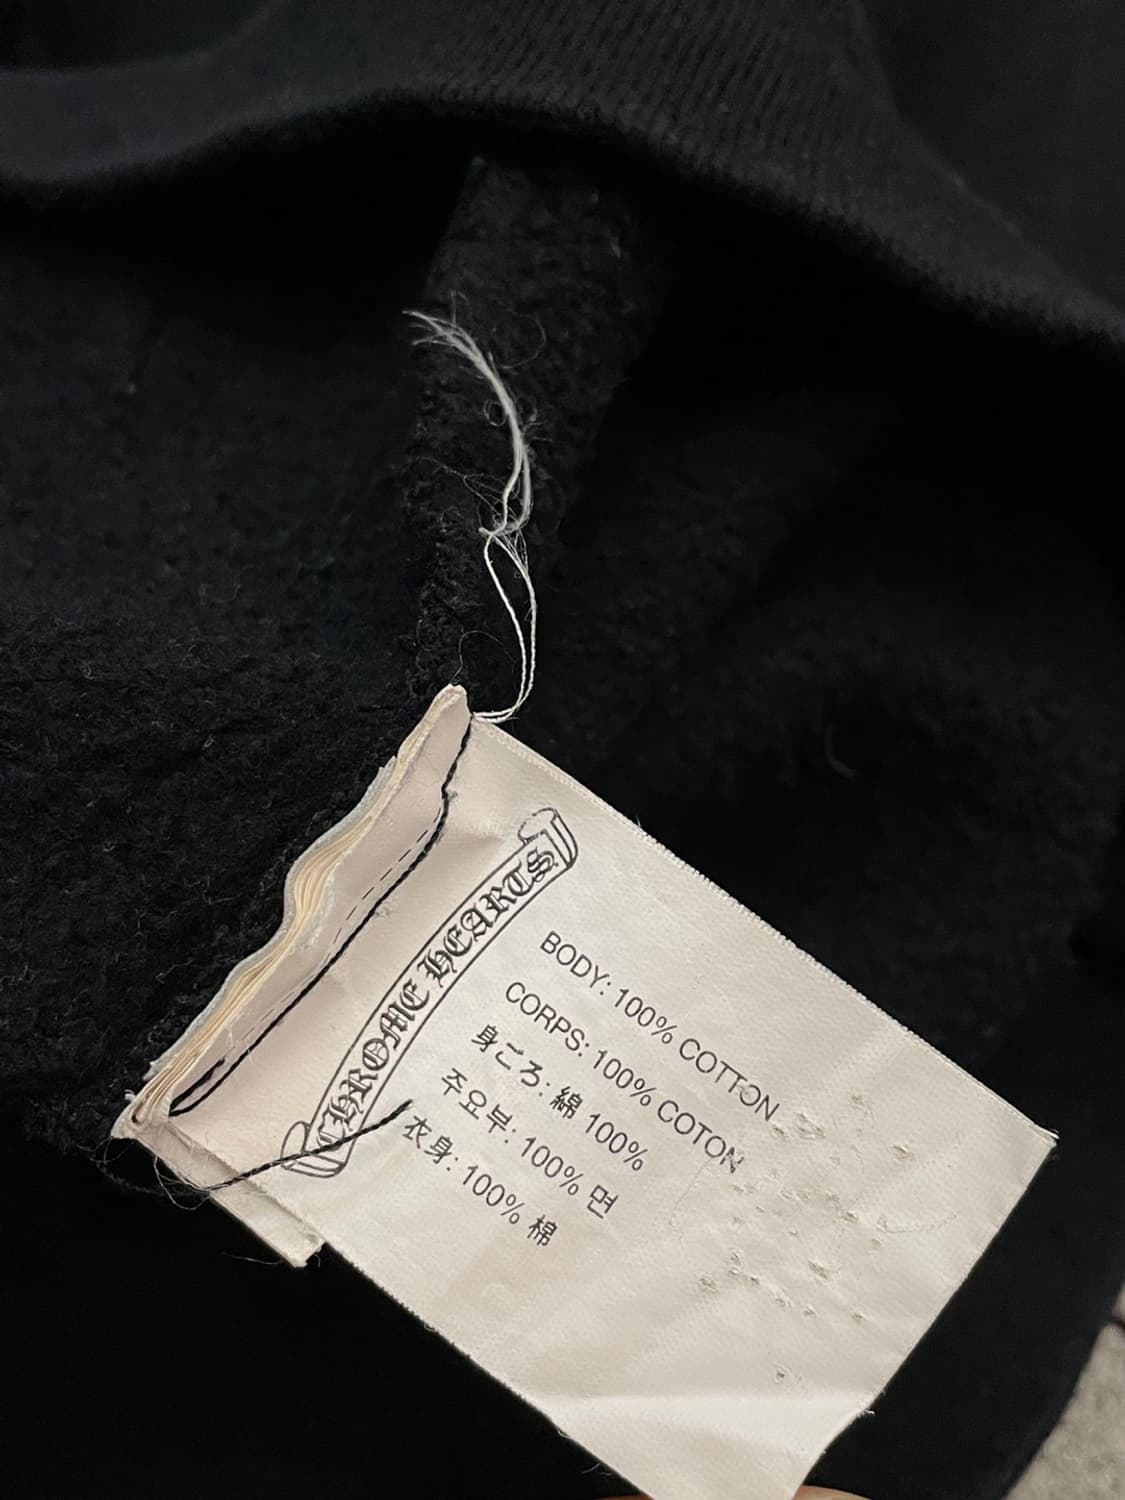 CHROME HEARTS
BODY: 100% COTTON
CORPS: 100% COTON
身ごろ: 綿 100%
주요부: 100% 면
衣身: 100% 棉